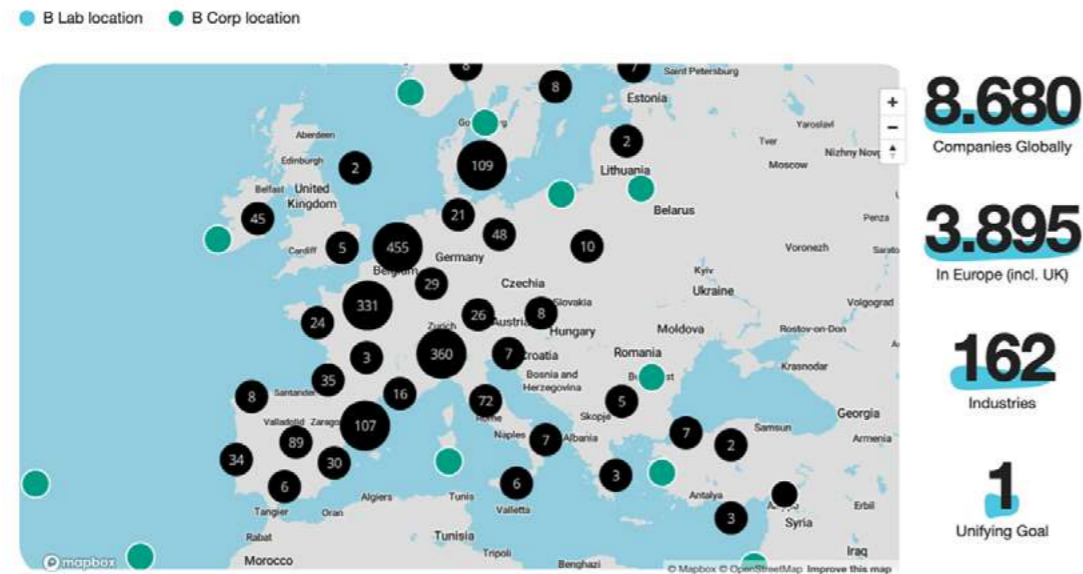 B Lab location
B Corp location
8
8
7
Saint Petersburg
Estonia
Yaroslavl
Tver
Nizhny Nov
Moscow
Aberdeen
Edinburgh
2
109
2
Lithuania
Belfast
United
Kingdom
45
21
48
Belarus
Penza
Cardiff
5
455
Germany
10
Voronezh
29
Czechia
Kyiv
Ukraine
331
24
26
Austria
8
Slovakia
Hungary
Moldova
Volgograd
Rostov-on-Don
Zurich
360
7
Croatia
Romania
Krasnodar
3
35
16
Bosnia and
Herzegovina
8
Santander
72
5
Skopje
Georgia
Valladolid
107
89
Naples
7
Albania
7
2
Samsun
Armenia
34
30
6
6
3
Antalya
Tangier
Oran
Algiers
Tunis
Valletta
3
Syria
Erbil
Rabat
Tunisia
Tripoli
Iraq
Morocco
Benghazi
mapbox
© Mapbox © OpenStreetMap Improve this map
8.680
Companies Globally
3.895
In Europe (incl. UK)
162
Industries
1
Unifying Goal